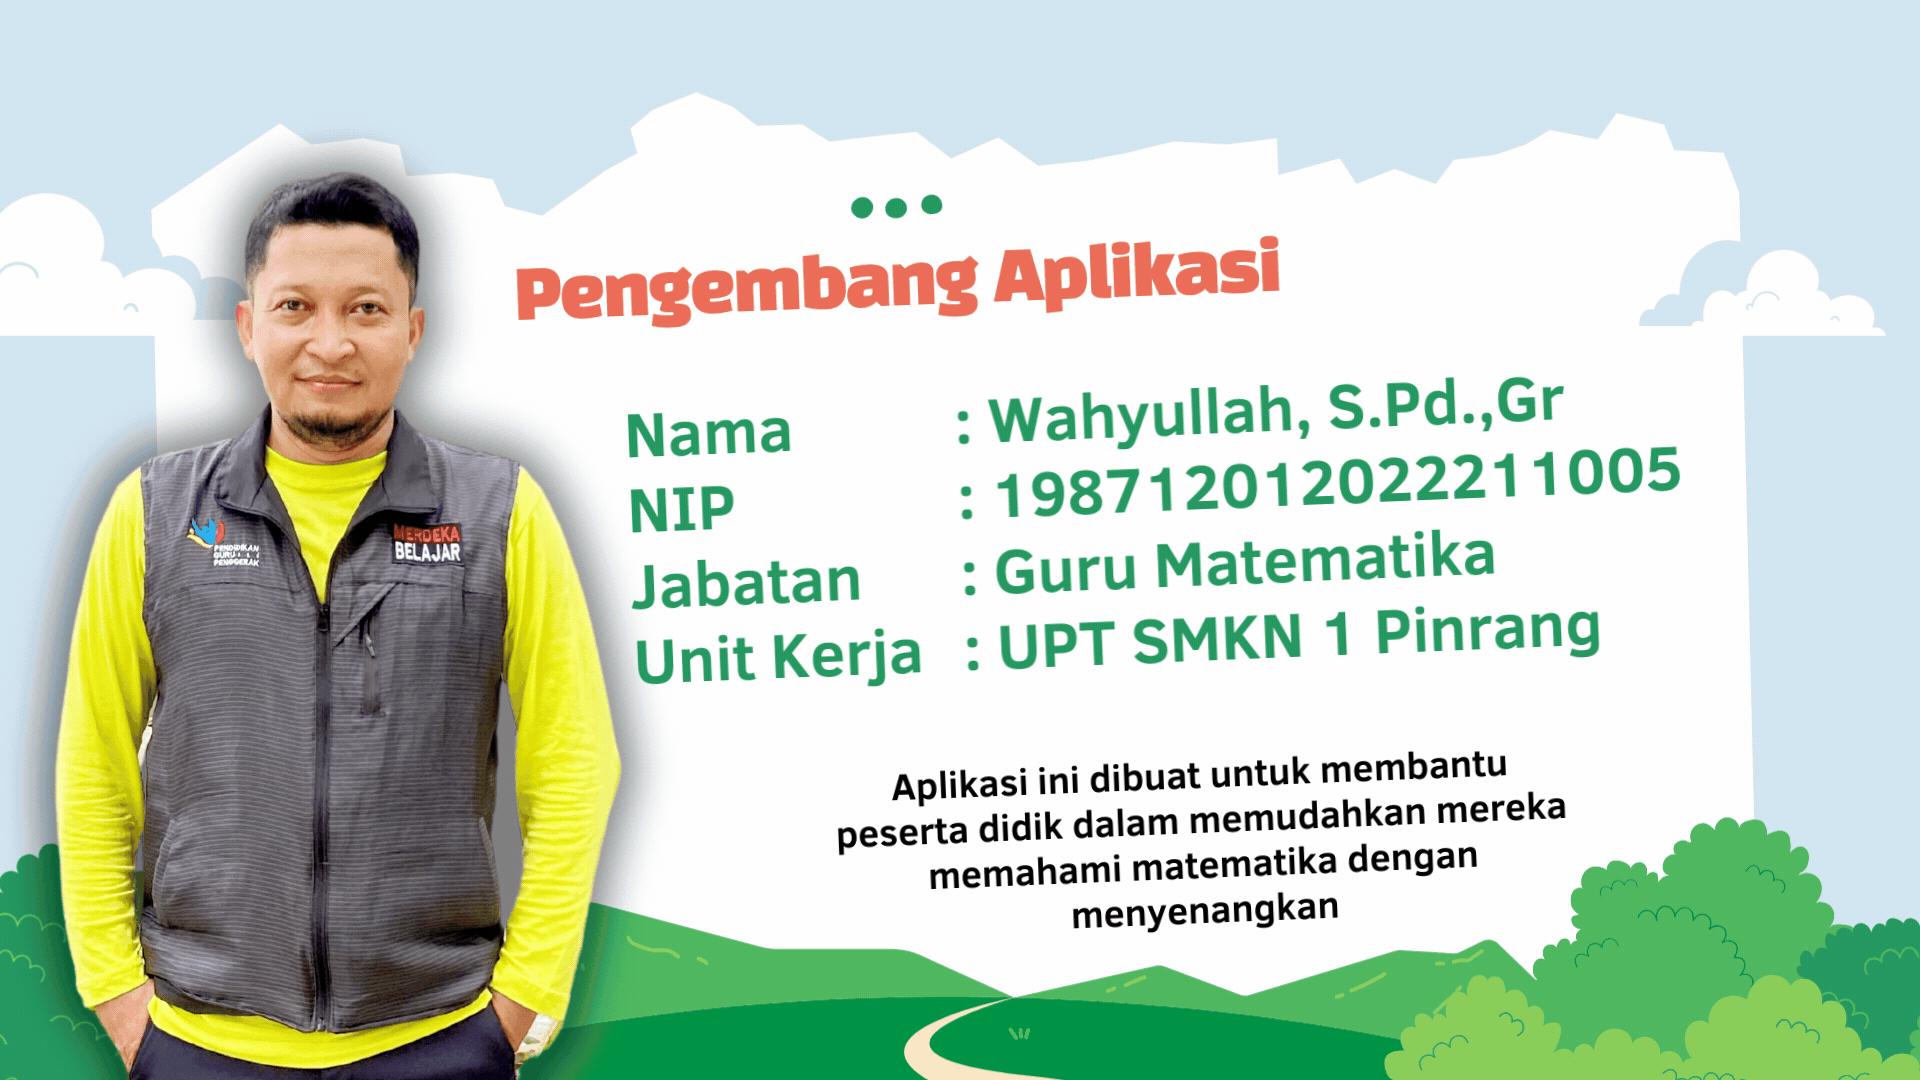 Pengembang Aplikasi
Nama : Wahyullah, S.Pd.,Gr
NIP : 198712012022211005
Jabatan : Guru Matematika
Unit Kerja : UPT SMKN 1 Pinrang
PENDIDIKAN
GURU
PENGGERAK
MERDEKA
BELAJAR
Aplikasi ini dibuat untuk membantu
peserta didik dalam memudahkan mereka
memahami matematika dengan
menyenangkan